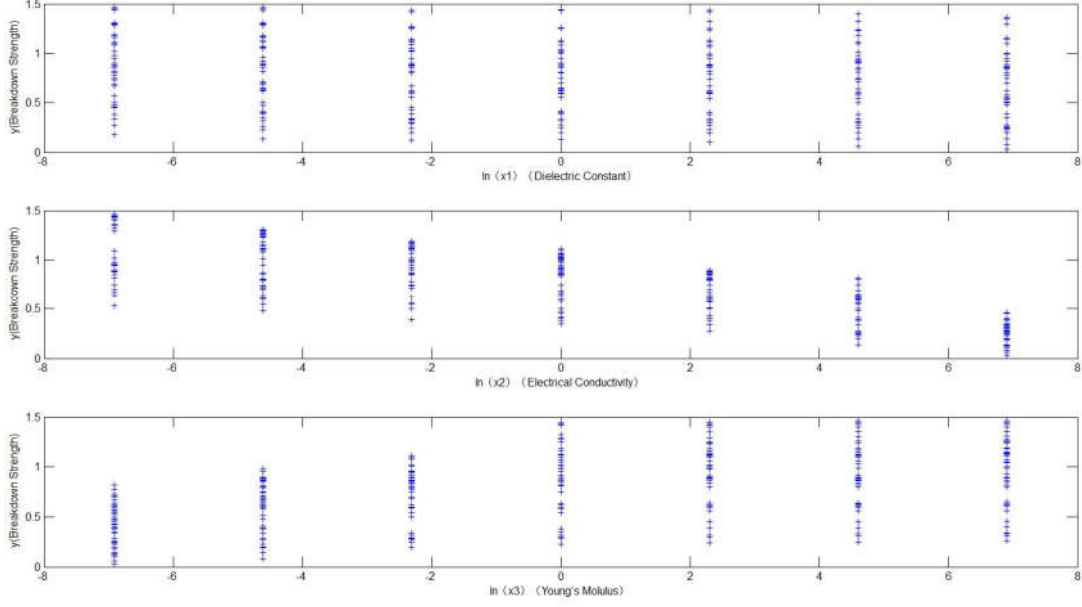 1.5
1
0.5
0
y(Breakdown Strength)
-8 -6 -4 -2 0 2 4 6 8
ln（x1）（Dielectric Constant）
1.5
1
0.5
0
y(Breakdown Strength)
-8 -6 -4 -2 0 2 4 6 8
ln（x2）（Electrical Conductivity）
1.5
1
0.5
0
y(Breakdown Strength)
-8 -6 -4 -2 0 2 4 6 8
ln（x3）（Young's Molulus）